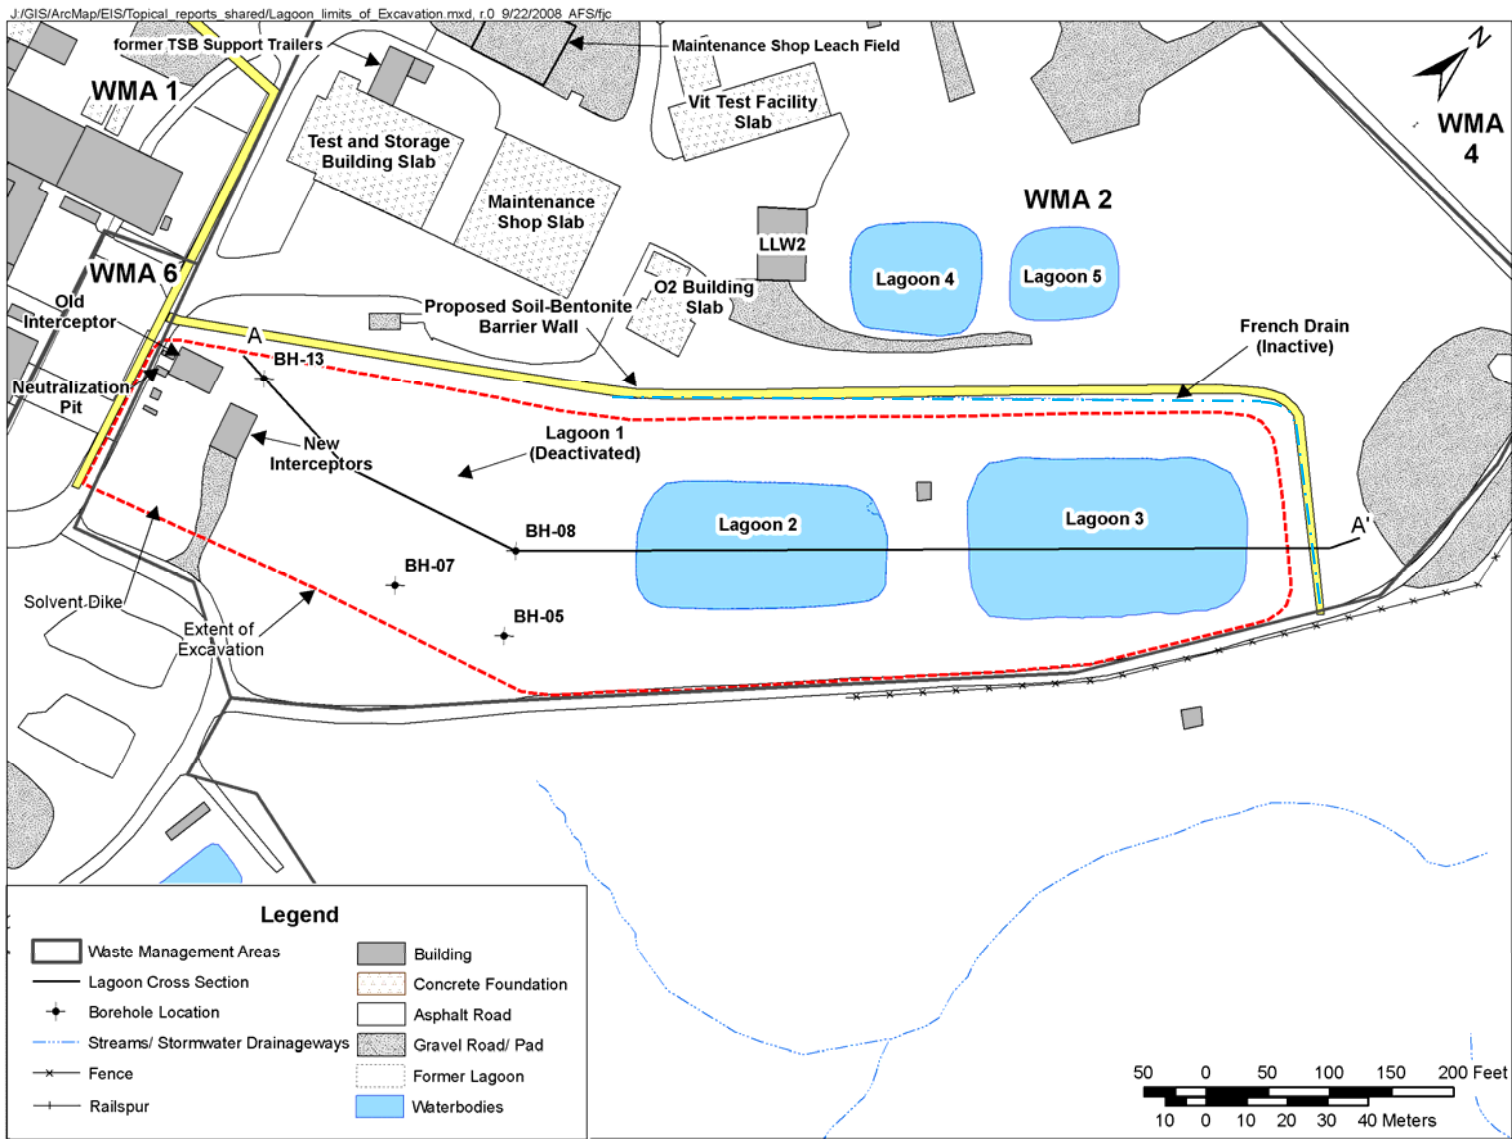 J:/GIS/ArcMap/EIS/Topical_reports_shared/Lagoon_limits_of_Excavation.mxd, r.0 9/22/2008 AFS/fjc
former TSB Support Trailers
Maintenance Shop Leach Field
N
WMA 1
Vit Test Facility
Slab
WMA
4
Test and Storage
Building Slab
Maintenance
Shop Slab
WMA 2
LLW2
WMA 6
Lagoon 4
Lagoon 5
O2 Building
Slab
Old
Interceptor
Proposed Soil-Bentonite
Barrier Wall
French Drain
(Inactive)
A
BH-13
Neutralization
Pit
New
Interceptors
Lagoon 1
(Deactivated)
Lagoon 2
Lagoon 3
A'
BH-08
BH-07
BH-05
Solvent Dike
Extent of
Excavation
Legend
Waste Management Areas
Lagoon Cross Section
Borehole Location
Streams/ Stormwater Drainageways
Fence
Railspur
Building
Concrete Foundation
Asphalt Road
Gravel Road/ Pad
Former Lagoon
Waterbodies
50 0 50 100 150 200 Feet
10 0 10 20 30 40 Meters